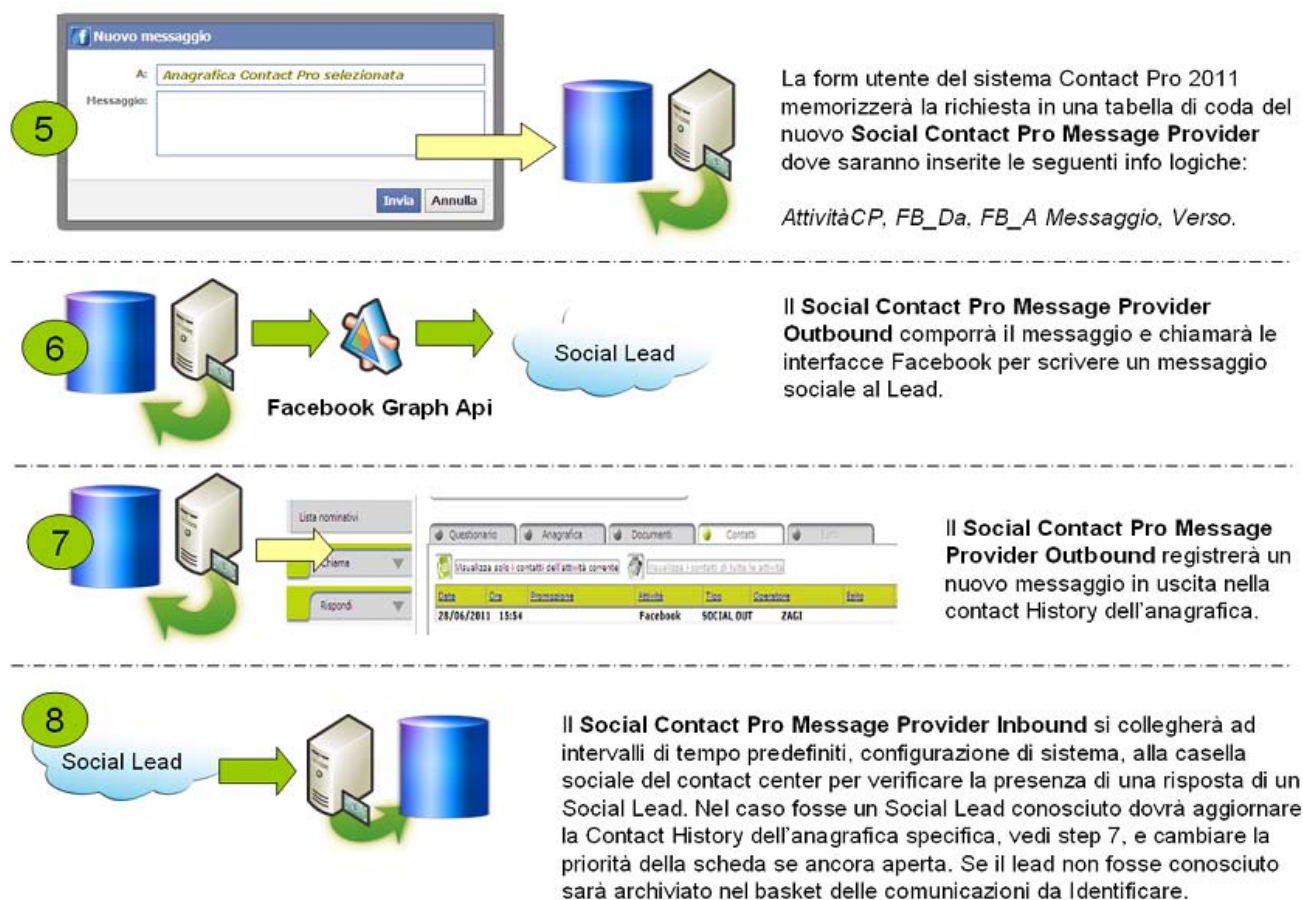 Nuovo messaggio
A: Anagrafica Contact Pro selezionata
Messaggio:
Invia Annulla
5
La form utente del sistema Contact Pro 2011
memorizzerà la richiesta in una tabella di coda del
nuovo Social Contact Pro Message Provider
dove saranno inserite le seguenti info logiche:
AttivitàCP, FB_Da, FB_A Messaggio, Verso.
6
Facebook Graph Api
Social Lead
Il Social Contact Pro Message Provider
Outbound comporrà il messaggio e chiamarà le
interfacce Facebook per scrivere un messaggio
sociale al Lead.
7
Lista nominativi
Chiama
Rispondi
Questionario Anagrafica Documenti Contatti
Visualizza solo i contatti dell'attività corrente Visualizza i contatti di tutte le attività
Data Ora Promozione Attività Tipo Operatore Esito
28/06/2011 15:54 Facebook SOCIAL OUT ZAGI
Il Social Contact Pro Message
Provider Outbound registrerà un
nuovo messaggio in uscita nella
contact History dell'anagrafica.
8
Social Lead
Il Social Contact Pro Message Provider Inbound si collegherà ad
intervalli di tempo predefiniti, configurazione di sistema, alla casella
sociale del contact center per verificare la presenza di una risposta di un
Social Lead. Nel caso fosse un Social Lead conosciuto dovrà aggiornare
la Contact History dell'anagrafica specifica, vedi step 7, e cambiare la
priorità della scheda se ancora aperta. Se il lead non fosse conosciuto
sarà archiviato nel basket delle comunicazioni da Identificare.